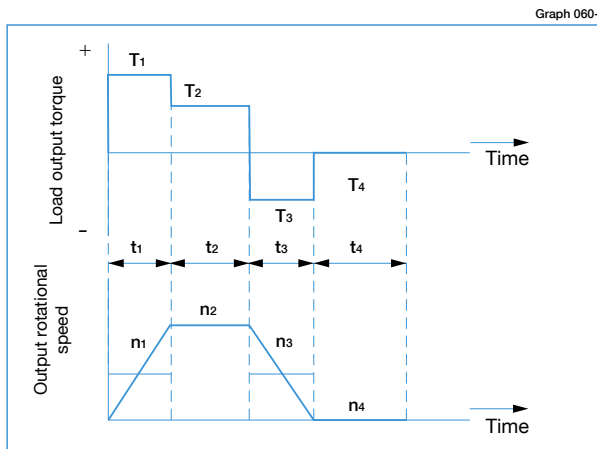 Graph 060-
+
Load output torque
-
T1
T2
T3
T4
Time
t1 t2 t3 t4
Output rotational
speed
n1
n2
n3
n4
Time